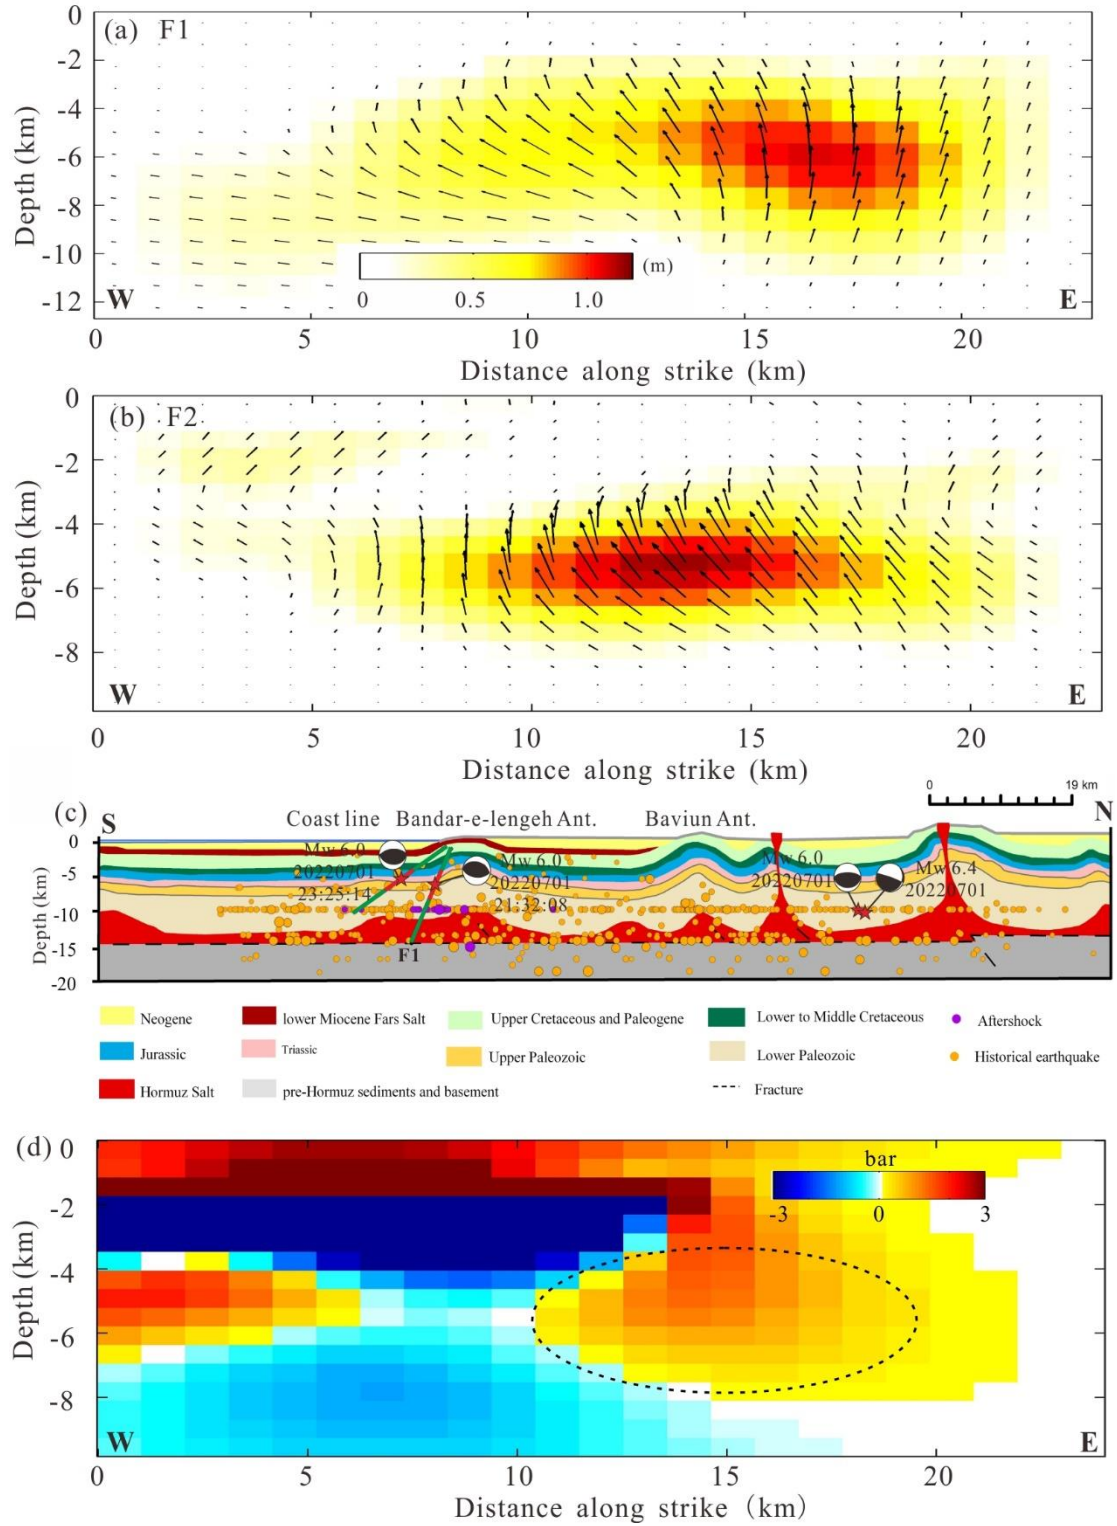 (a) F1
0
-2
-4
-6
-8
-10
-12
Depth (km)
(m)
0 0.5 1.0
W E
0 5 10 15 20
Distance along strike (km)
(b) F2
0
-2
-4
-6
-8
Depth (km)
W E
0 5 10 15 20
Distance along strike (km)
(c)
0 19 km
S Coast line Bandar-e-lengeh Ant. Baviun Ant. N
0
-5
-10
-15
-20
Depth (km)
Mw 6.0
20220701
23:25:14
Mw 6.0
20220701
21:32:08
Mw 6.0
20220701
Mw 6.4
20220701
F1
Neogene lower Miocene Fars Salt Upper Cretaceous and Paleogene Lower to Middle Cretaceous Aftershock
Jurassic Triassic Upper Paleozoic Lower Paleozoic Historical earthquake
Hormuz Salt pre-Hormuz sediments and basement Fracture
(d)
0
-2
-4
-6
-8
Depth (km)
bar
-3 0 3
W E
0 5 10 15 20
Distance along strike (km)